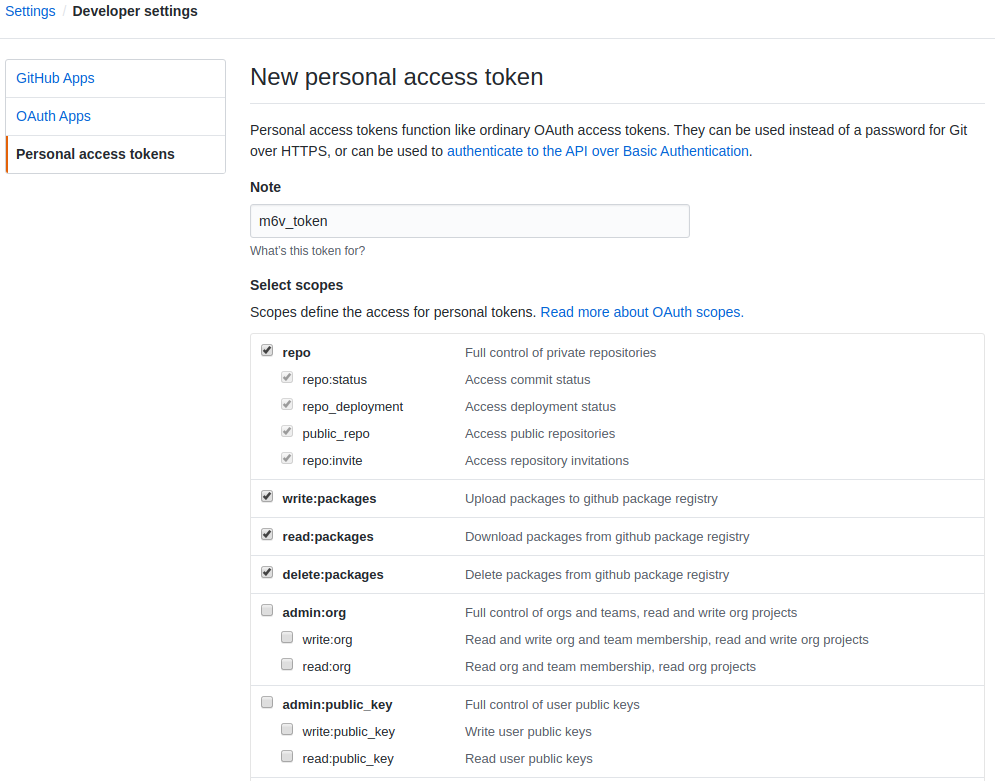 Settings / Developer settings
GitHub Apps
OAuth Apps
Personal access tokens
New personal access token
Personal access tokens function like ordinary OAuth access tokens. They can be used instead of a password for Git
over HTTPS, or can be used to authenticate to the API over Basic Authentication.
Note
m6v_token
What's this token for?
Select scopes
Scopes define the access for personal tokens. Read more about OAuth scopes.
repo Full control of private repositories
repo:status Access commit status
repo_deployment Access deployment status
public_repo Access public repositories
repo:invite Access repository invitations
write:packages Upload packages to github package registry
read:packages Download packages from github package registry
delete:packages Delete packages from github package registry
admin:org Full control of orgs and teams, read and write org projects
write:org Read and write org and team membership, read and write org projects
read:org Read org and team membership, read org projects
admin:public_key Full control of user public keys
write:public_key Write user public keys
read:public_key Read user public keys